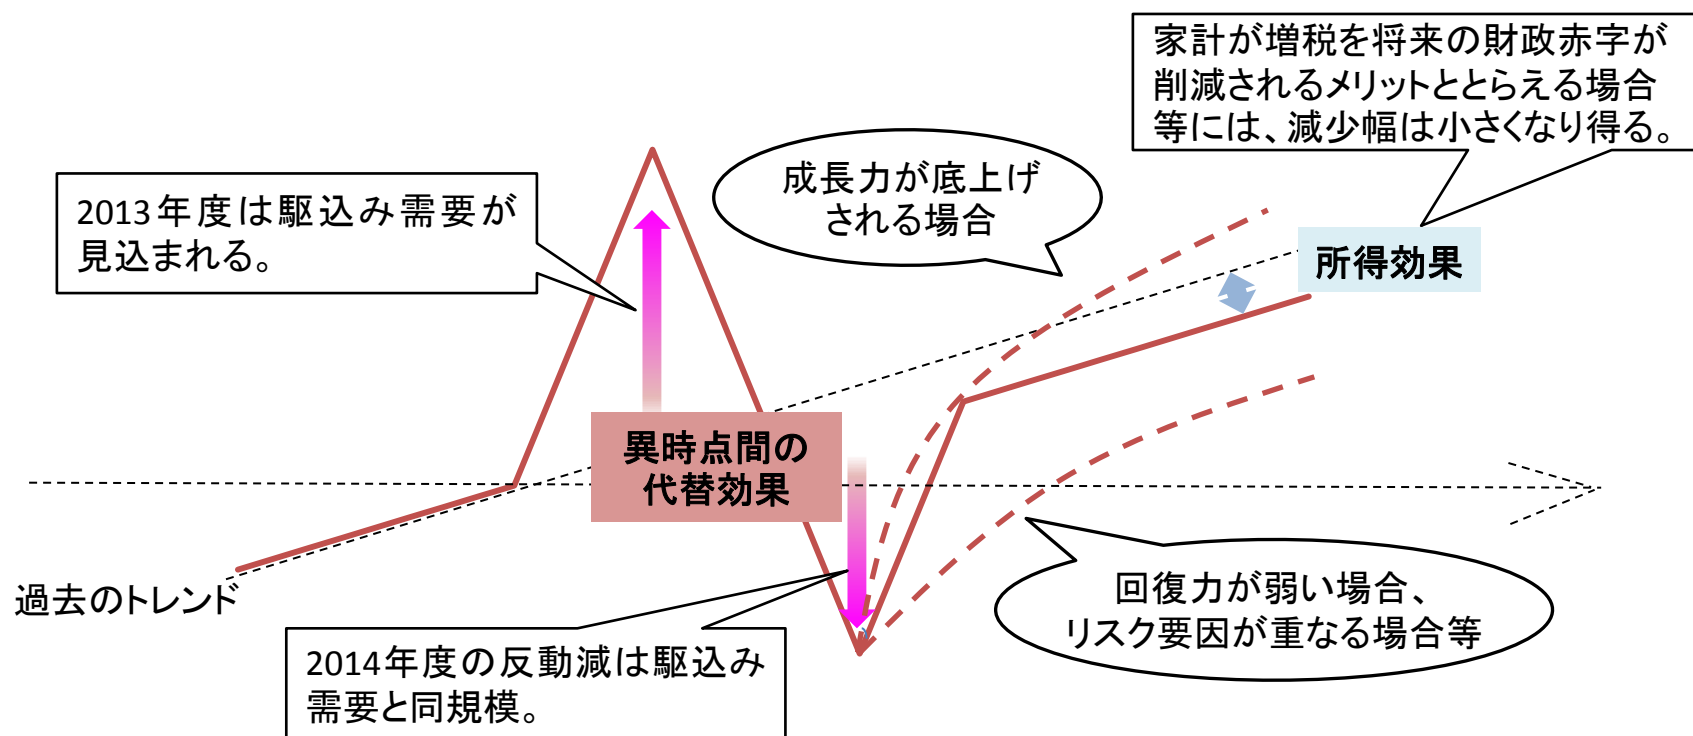 家計が増税を将来の財政赤字が
削減されるメリットととらえる場合
等には、減少幅は小さくなり得る。
成長力が底上げ
される場合
2013年度は駆込み需要が
見込まれる。
所得効果
異時点間の
代替効果
過去のトレンド
回復力が弱い場合、
リスク要因が重なる場合等
2014年度の反動減は駆込み
需要と同規模。